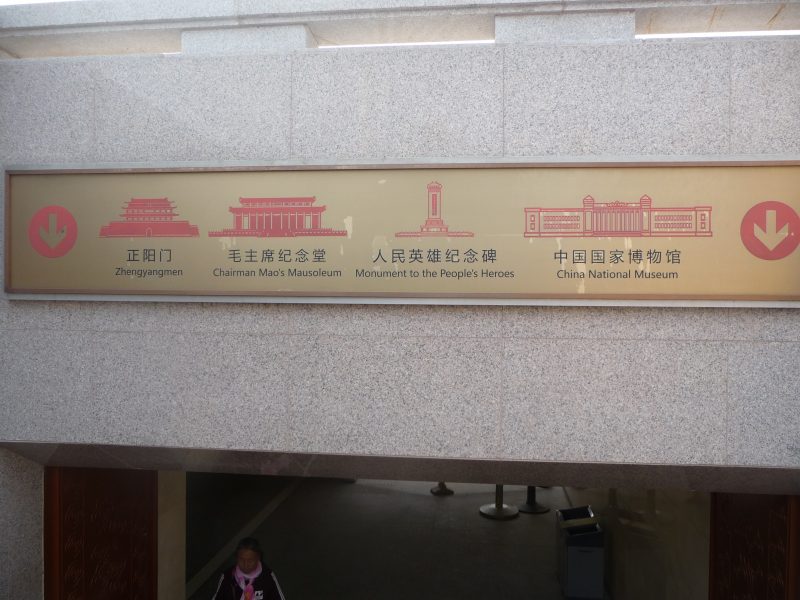 正阳门
Zhengyangmen
毛主席纪念堂
Chairman Mao's Mausoleum
人民英雄纪念碑
Monument to the People's Heroes
中国国家博物馆
China National Museum